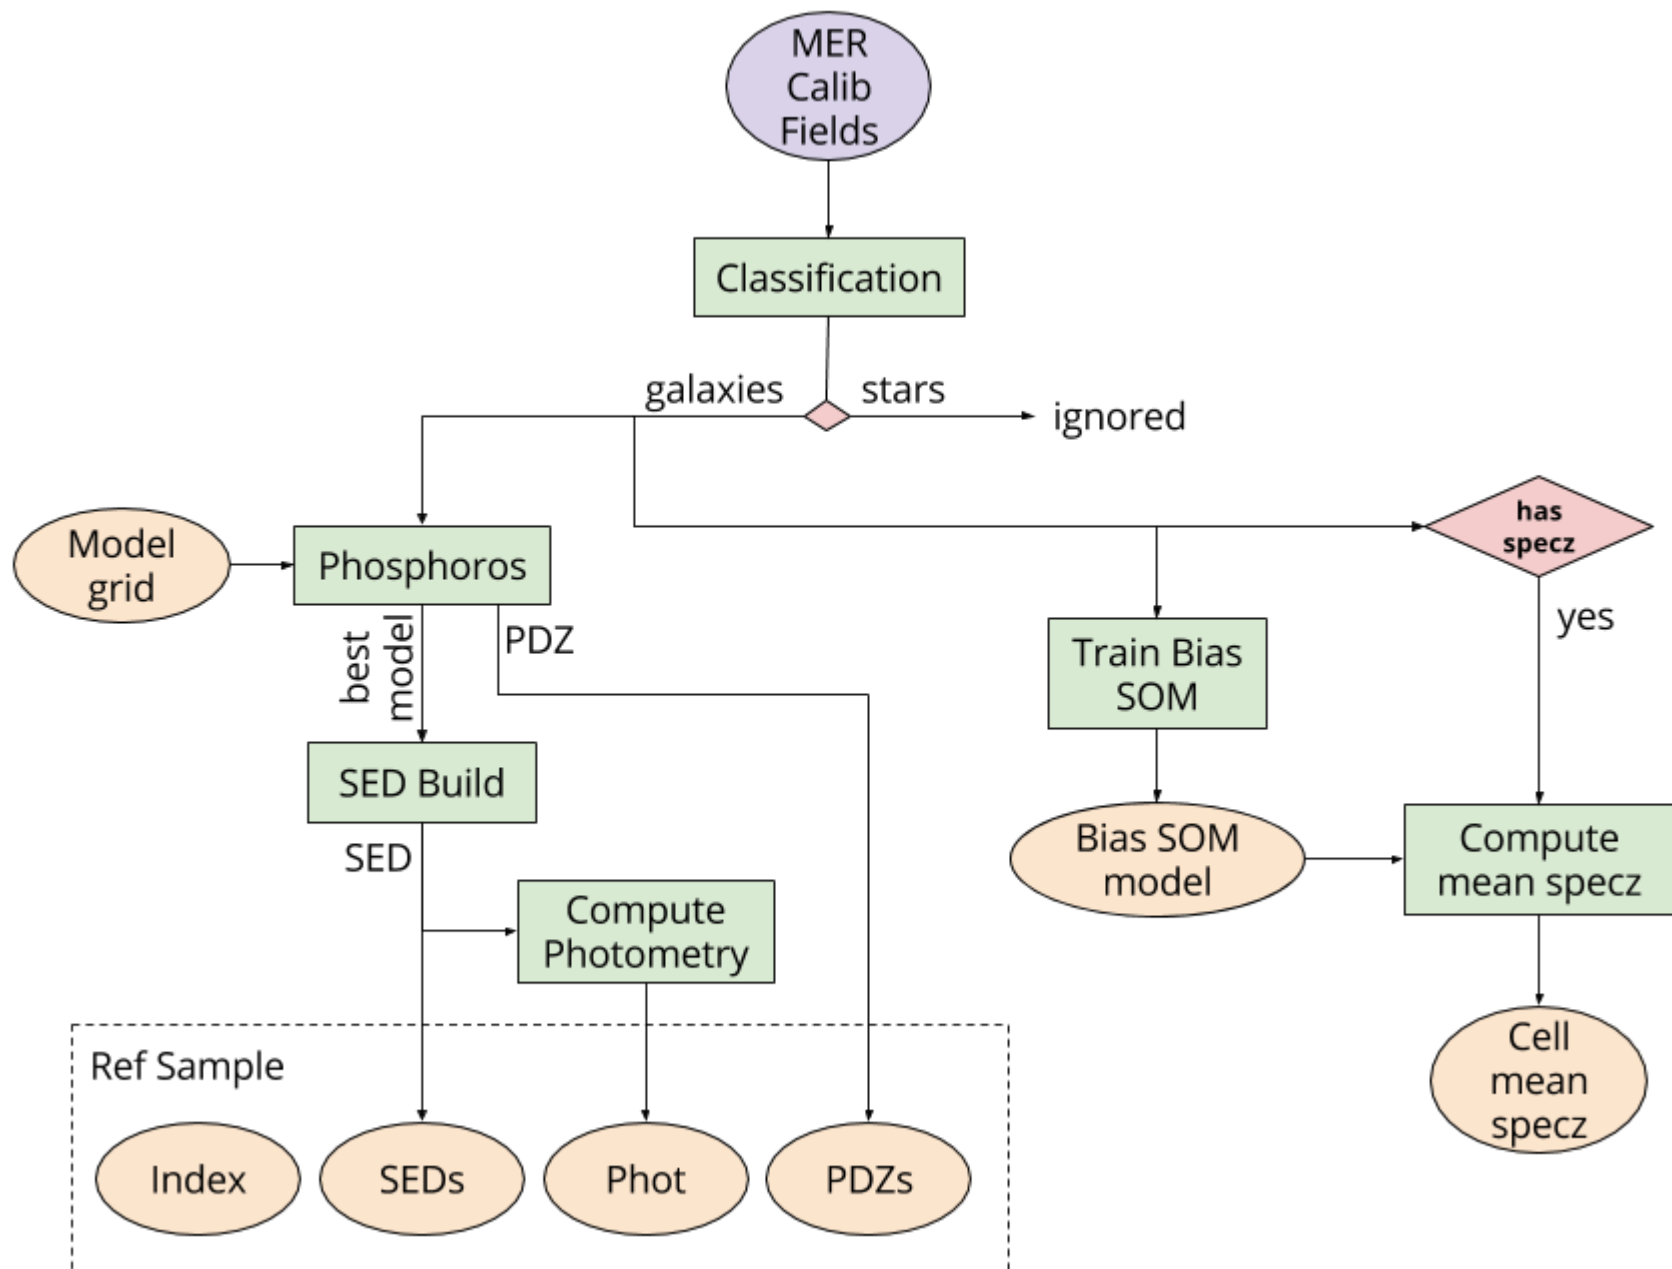 MER
Calib
Fields
Classification
galaxies
stars
ignored
has
specz
Model
grid
Phosphoros
yes
best
model
PDZ
Train Bias
SOM
SED Build
SED
Bias SOM
model
Compute
mean specz
Compute
Photometry
Ref Sample
Cell
mean
specz
Index
SEDs
Phot
PDZs